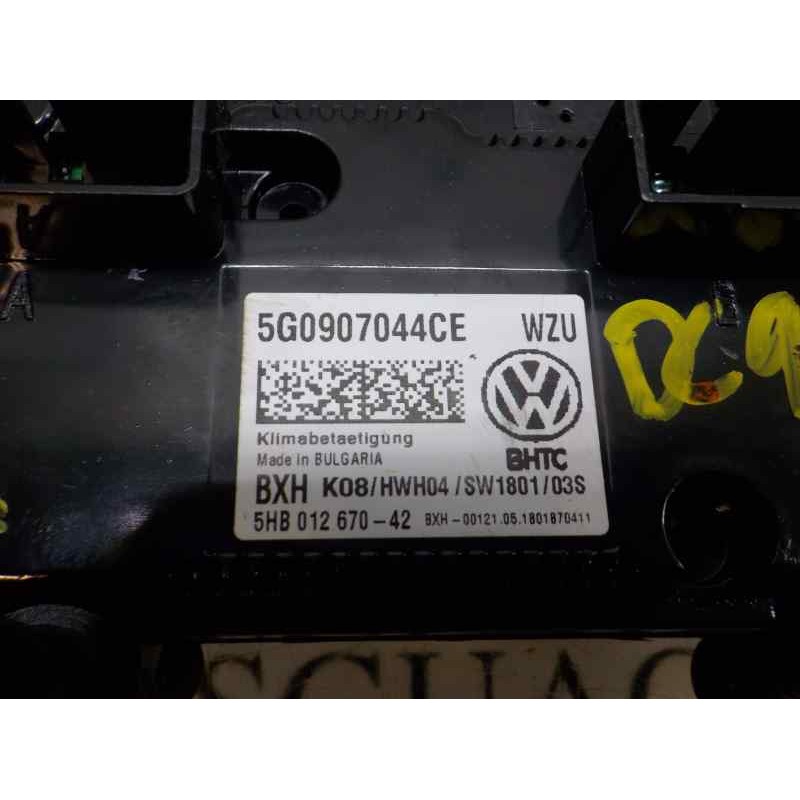 5G0907044CE WZU
Klimabetaetigung
Made in BULGARIA
BHTC
BXH K08/HWH04/SW1801/03S
5HB 012 670-42 BXH-00121.05.1801870411
A
DC9